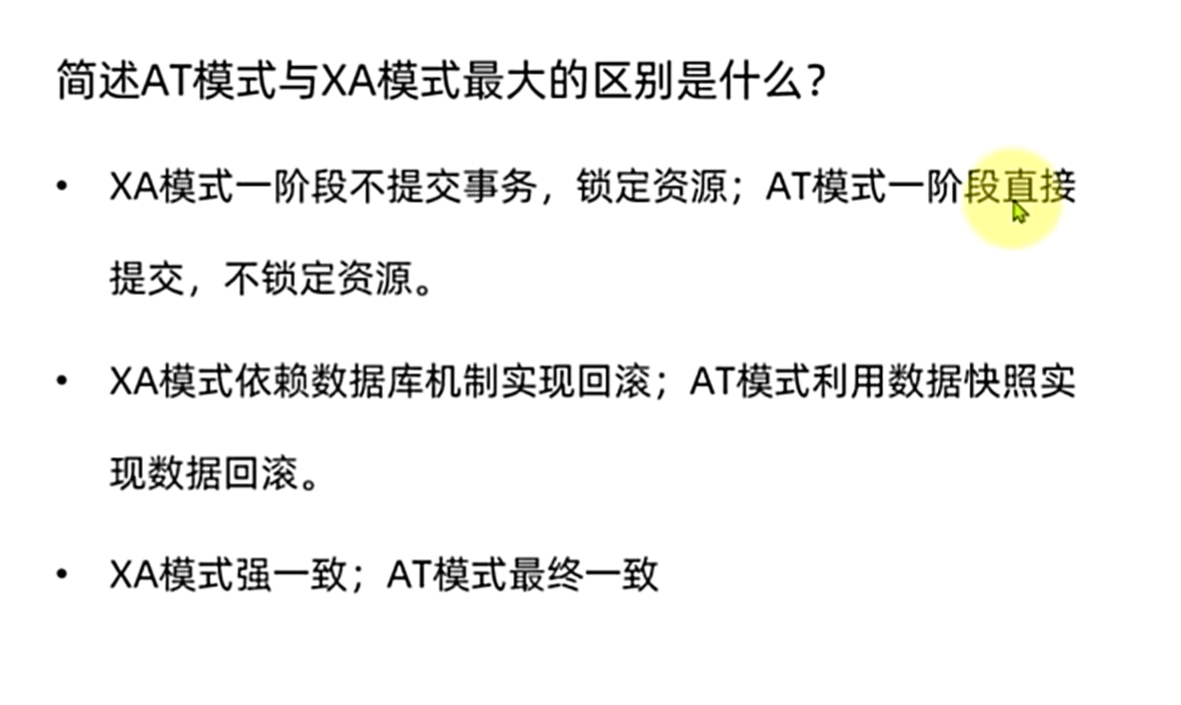 简述AT模式与XA模式最大的区别是什么？
• XA模式一阶段不提交事务，锁定资源；AT模式一阶段直接
提交，不锁定资源。
• XA模式依赖数据库机制实现回滚；AT模式利用数据快照实
现数据回滚。
• XA模式强一致；AT模式最终一致